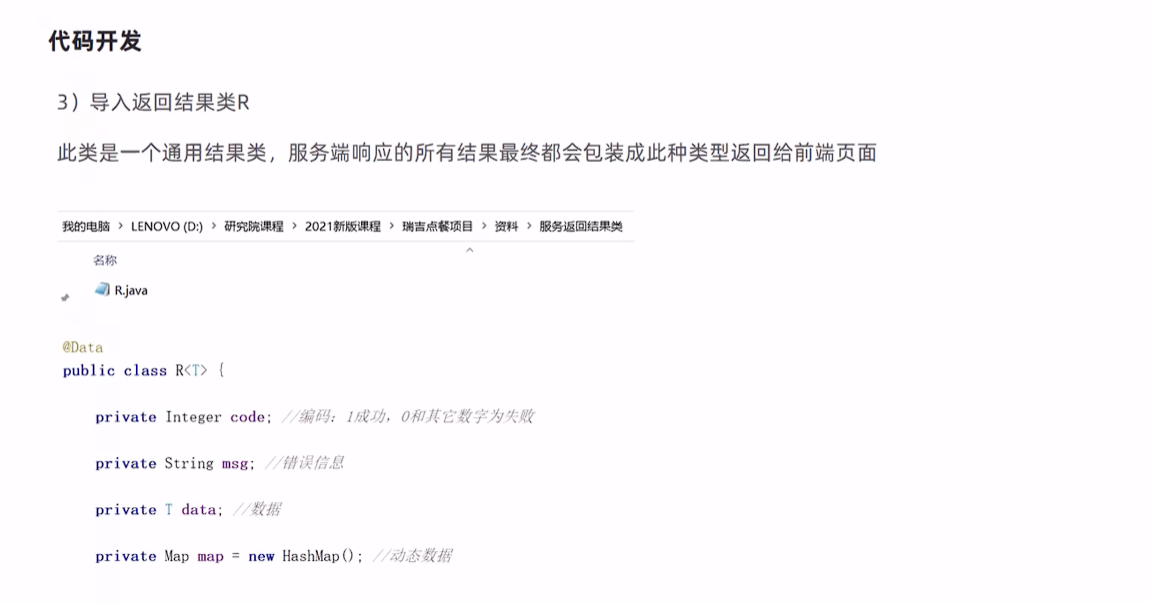 代码开发
3）导入返回结果类R
此类是一个通用结果类，服务端响应的所有结果最终都会包装成此种类型返回给前端页面
我的电脑 > LENOVO (D:) > 研究院课程 > 2021新版课程 > 瑞吉点餐项目 > 资料 > 服务返回结果类
名称
R.java
@Data
public class R<T> {
private Integer code; //编码：1成功，0和其它数字为失败
private String msg; //错误信息
private T data; //数据
private Map map = new HashMap(); //动态数据